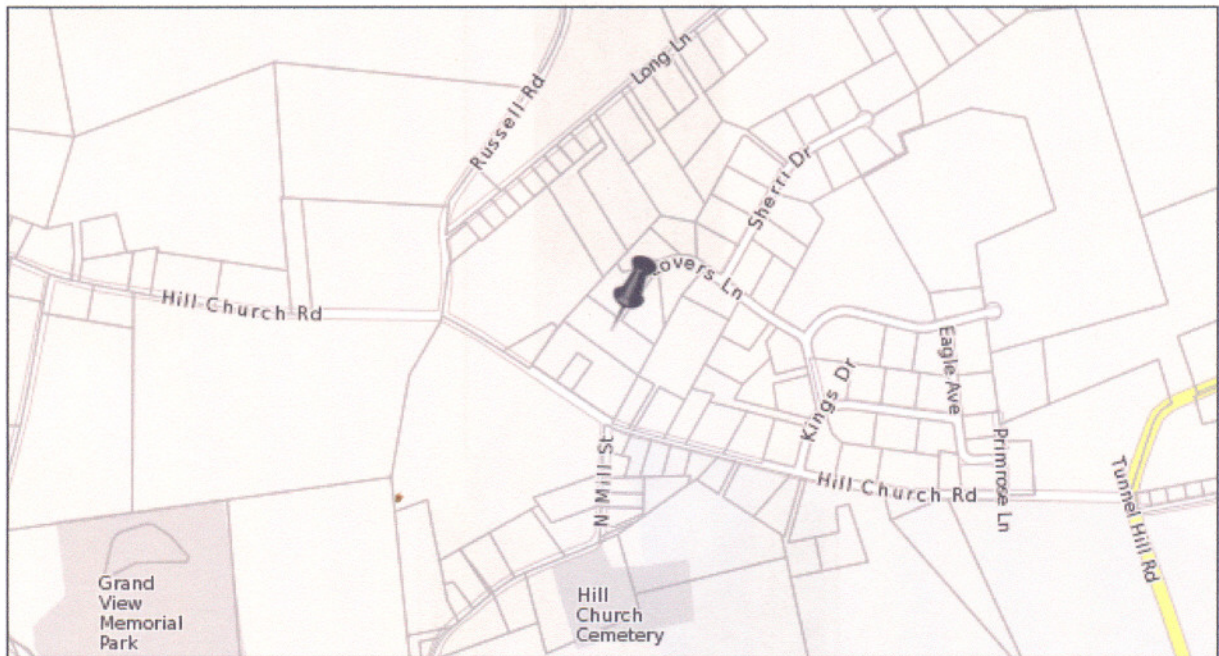 Long Ln
Russell Rd
Sherri Dr
Lovers Ln
Hill Church Rd
Eagle Ave
Kings Dr
Primrose Ln
N Mill St
Hill Church Rd
Tunnel Hill Rd
Grand
View
Memorial
Park
Hill
Church
Cemetery